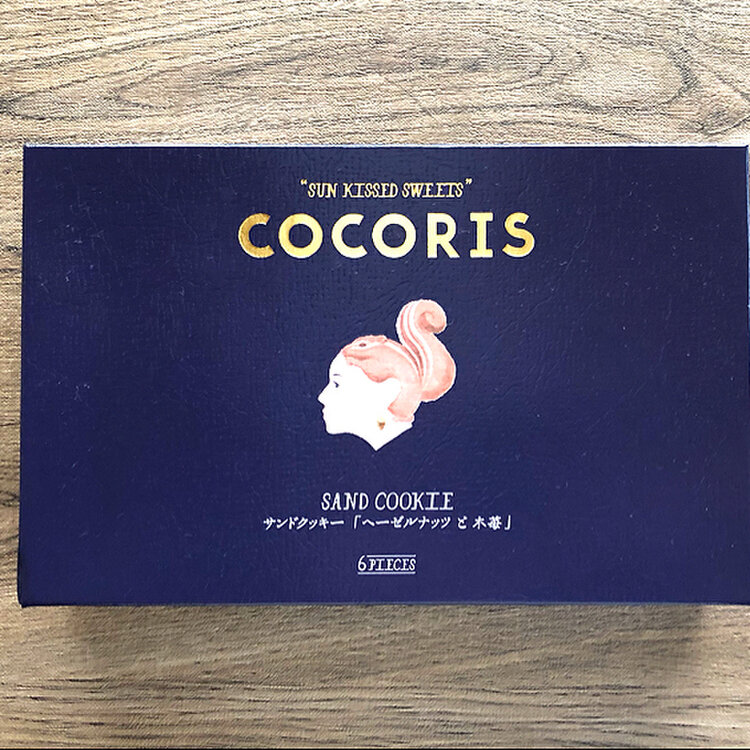 "SUN KISSED SWEETS"
COCORIS
SAND COOKIE
サンドクッキー「ヘーゼルナッツと木苺」
6 PIECES